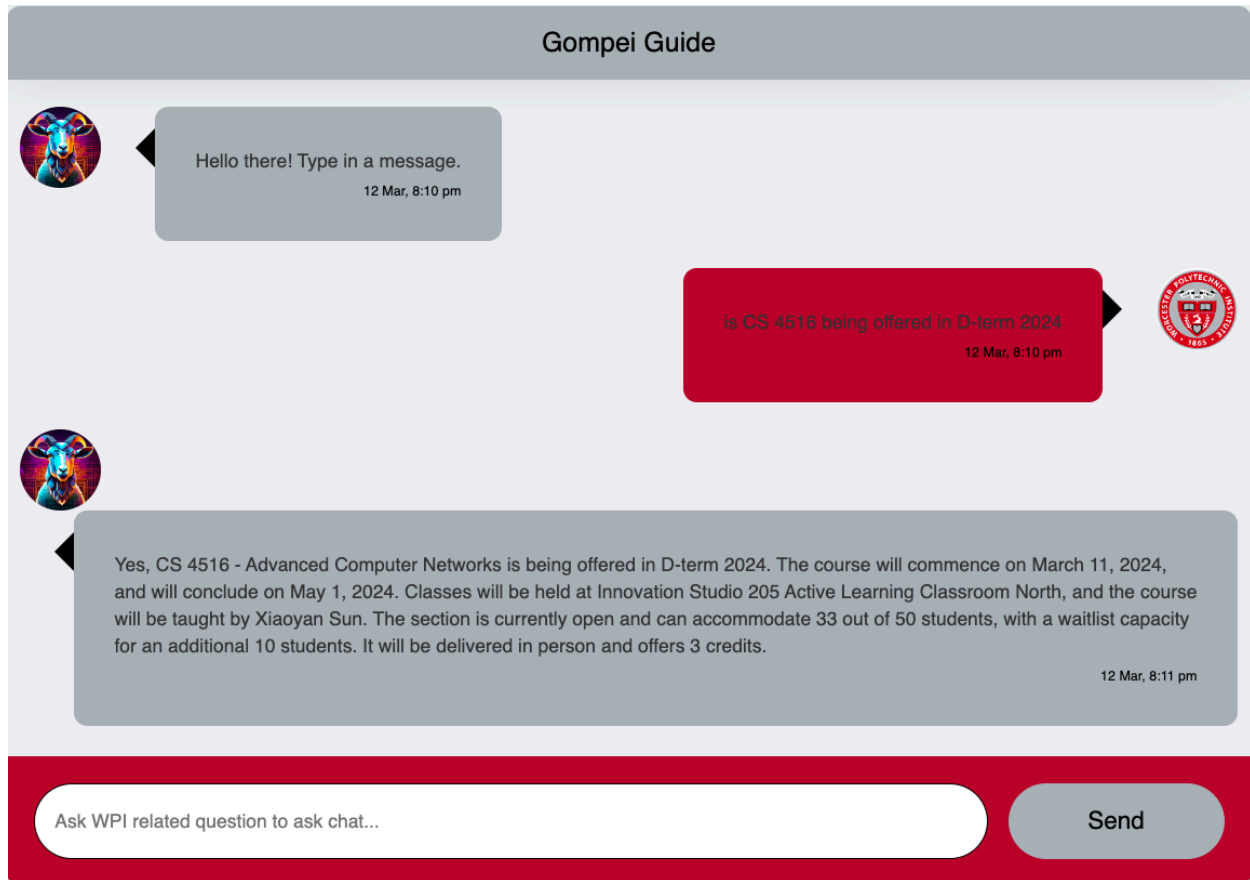 Gompei Guide
Hello there! Type in a message.
12 Mar, 8:10 pm
is CS 4516 being offered in D-term 2024
12 Mar, 8:10 pm
WORCESTER POLYTECHNIC INSTITUTE
1865
Yes, CS 4516 - Advanced Computer Networks is being offered in D-term 2024. The course will commence on March 11, 2024,
and will conclude on May 1, 2024. Classes will be held at Innovation Studio 205 Active Learning Classroom North, and the course
will be taught by Xiaoyan Sun. The section is currently open and can accommodate 33 out of 50 students, with a waitlist capacity
for an additional 10 students. It will be delivered in person and offers 3 credits.
12 Mar, 8:11 pm
Ask WPI related question to ask chat...
Send